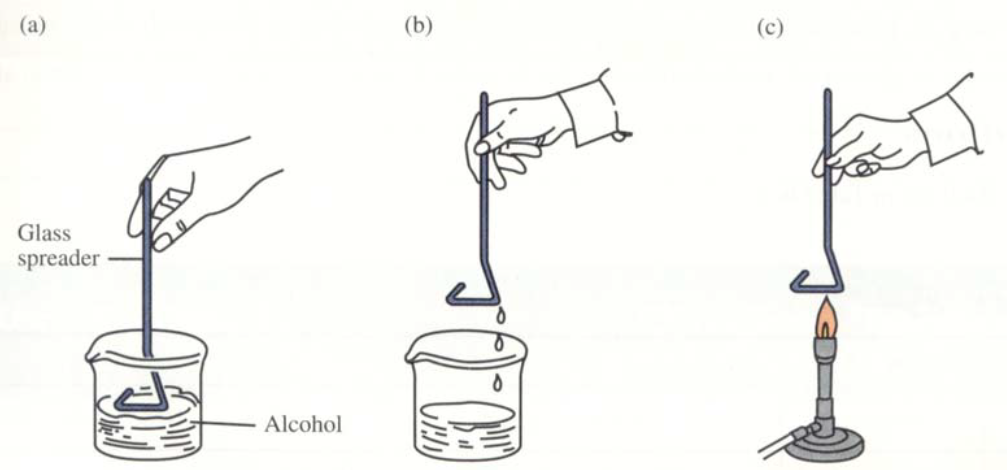 (a)
(b)
(c)
Glass
spreader
Alcohol